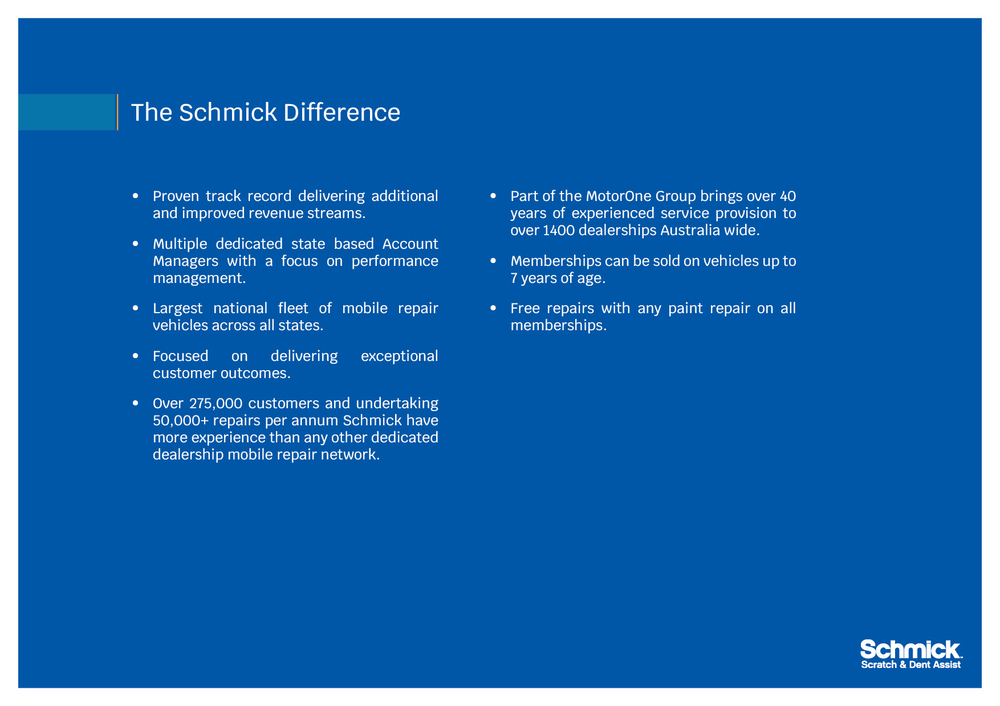 The Schmick Difference
• Proven track record delivering additional
and improved revenue streams.
• Multiple dedicated state based Account
Managers with a focus on performance
management.
• Largest national fleet of mobile repair
vehicles across all states.
• Focused on delivering exceptional
customer outcomes.
• Over 275,000 customers and undertaking
50,000+ repairs per annum Schmick have
more experience than any other dedicated
dealership mobile repair network.
• Part of the MotorOne Group brings over 40
years of experienced service provision to
over 1400 dealerships Australia wide.
• Memberships can be sold on vehicles up to
7 years of age.
• Free repairs with any paint repair on all
memberships.
Schmick™
Scratch & Dent Assist